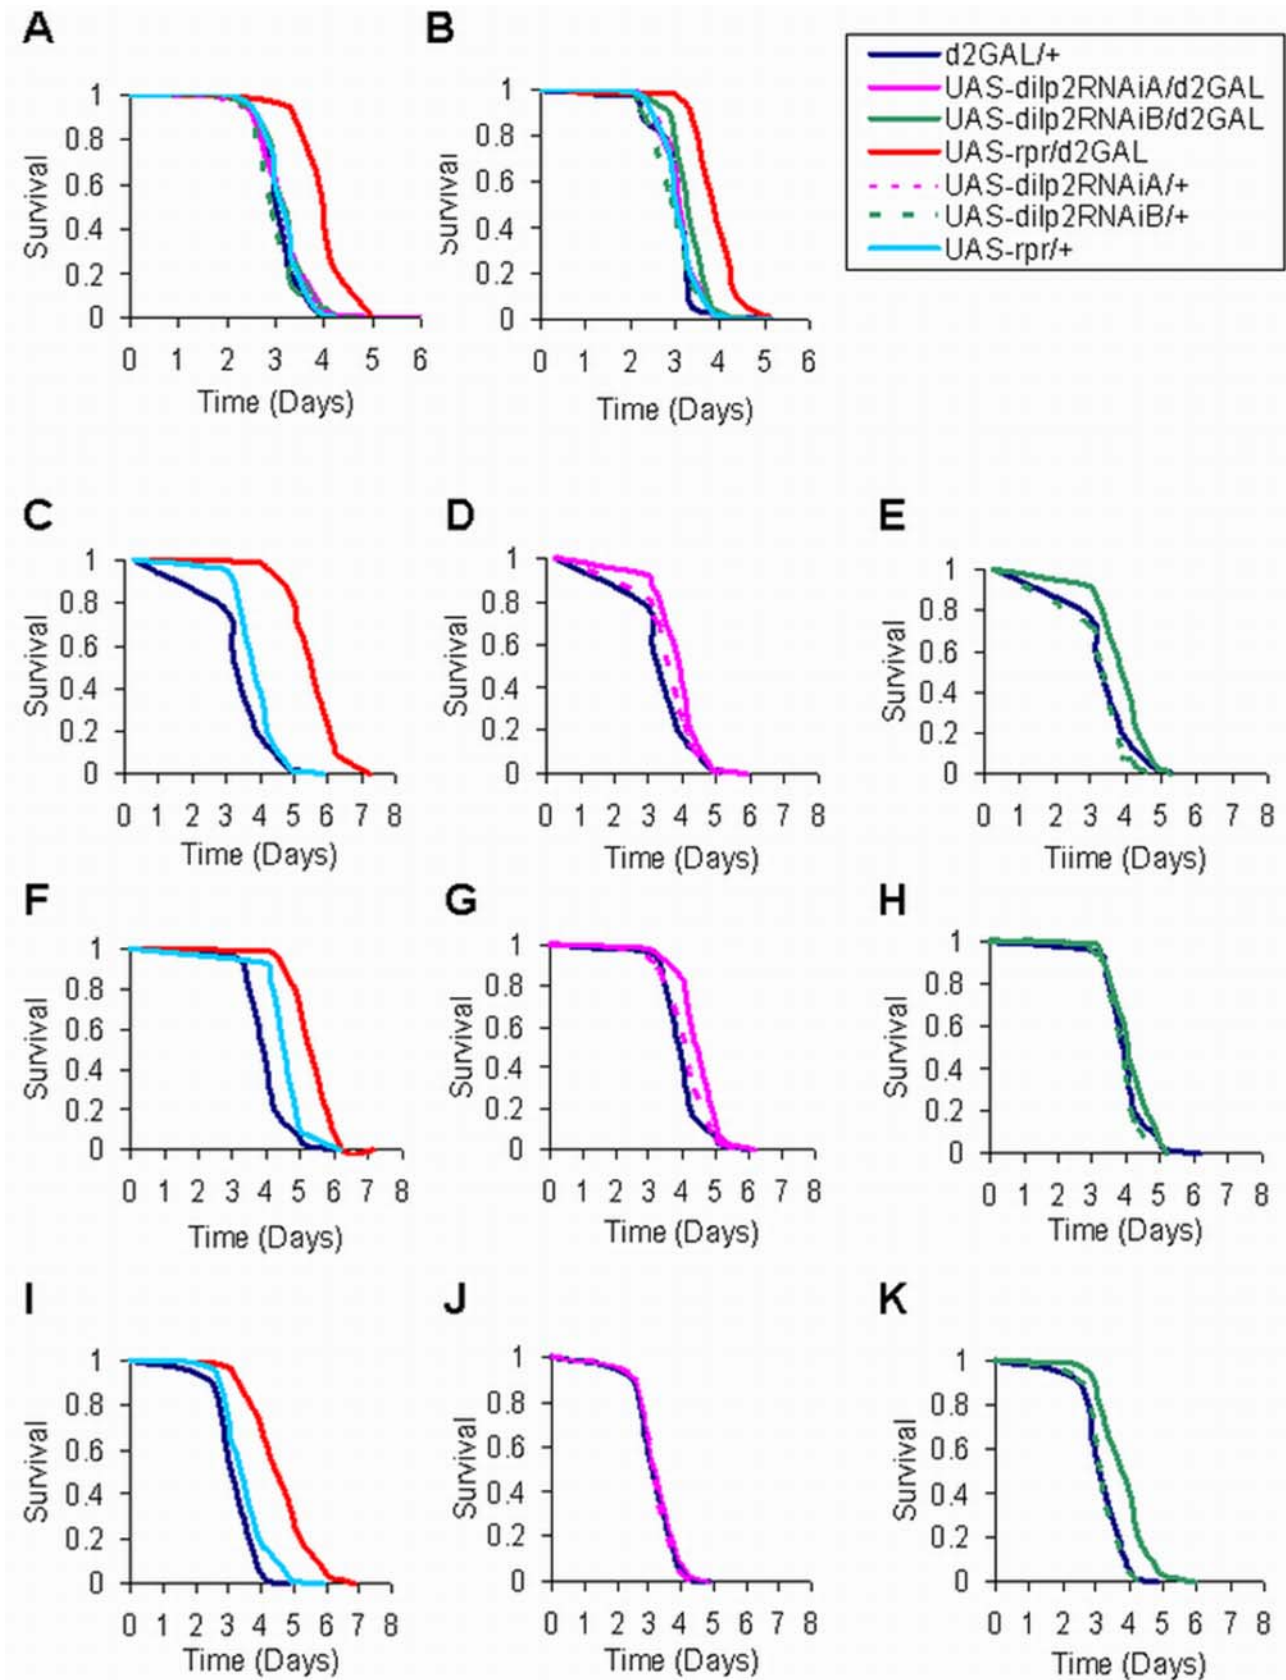 A
B
d2GAL/+
UAS-dilp2RNAiA/d2GAL
UAS-dilp2RNAiB/d2GAL
UAS-rpr/d2GAL
UAS-dilp2RNAiA/+
UAS-dilp2RNAiB/+
UAS-rpr/+
1
0.8
0.6
0.4
0.2
0
Survival
0 1 2 3 4 5 6
Time (Days)
1
0.8
0.6
0.4
0.2
0
Survival
0 1 2 3 4 5 6
Time (Days)
C
1
0.8
0.6
0.4
0.2
0
Survival
0 1 2 3 4 5 6 7 8
Time (Days)
D
1
0.8
0.6
0.4
0.2
0
Survival
0 1 2 3 4 5 6 7 8
Time (Days)
E
1
0.8
0.6
0.4
0.2
0
Survival
0 1 2 3 4 5 6 7 8
Tiime (Days)
F
1
0.8
0.6
0.4
0.2
0
Survival
0 1 2 3 4 5 6 7 8
Time (Days)
G
1
0.8
0.6
0.4
0.2
0
Survival
0 1 2 3 4 5 6 7 8
Time (Days)
H
1
0.8
0.6
0.4
0.2
0
Survival
0 1 2 3 4 5 6 7 8
Time (Days)
I
1
0.8
0.6
0.4
0.2
0
Survival
0 1 2 3 4 5 6 7 8
Time (Days)
J
1
0.8
0.6
0.4
0.2
0
Survival
0 1 2 3 4 5 6 7 8
Time (Days)
K
1
0.8
0.6
0.4
0.2
0
Survival
0 1 2 3 4 5 6 7 8
Time (Days)